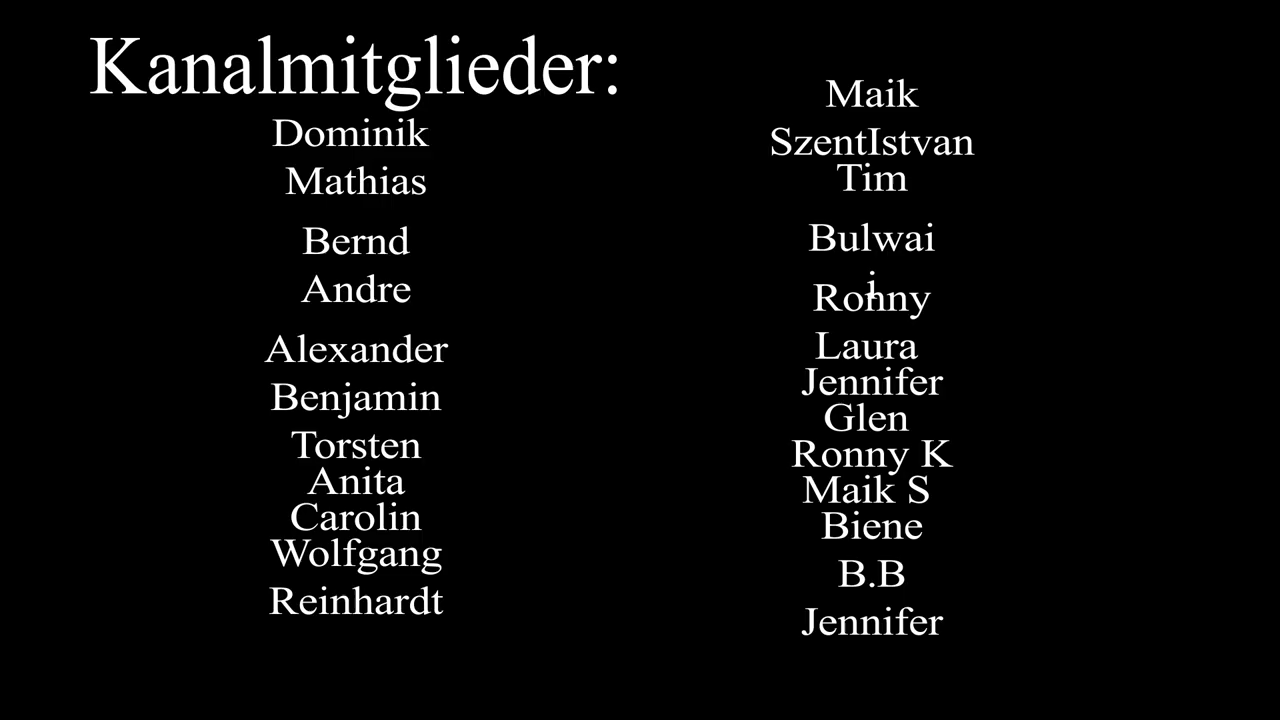 Kanalmitglieder:
Dominik
Mathias
Bernd
Andre
Alexander
Benjamin
Torsten
Anita
Carolin
Wolfgang
Reinhardt
Maik
SzentIstvan
Tim
Bulwai
i
Ronny
Laura
Jennifer
Glen
Ronny K
Maik S
Biene
B.B
Jennifer